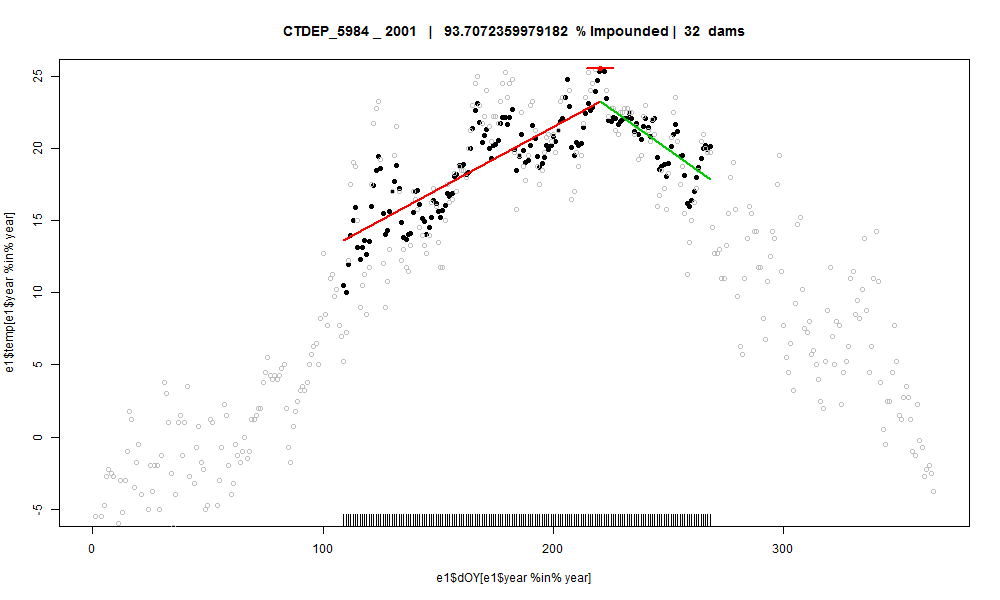 CTDEP_5984 _ 2001 | 93.7072359979182 % Impounded | 32 dams
e1$temp[e1$year %in% year]
25
20
15
10
5
0
-5
0 100 200 300
e1$dOY[e1$year %in% year]